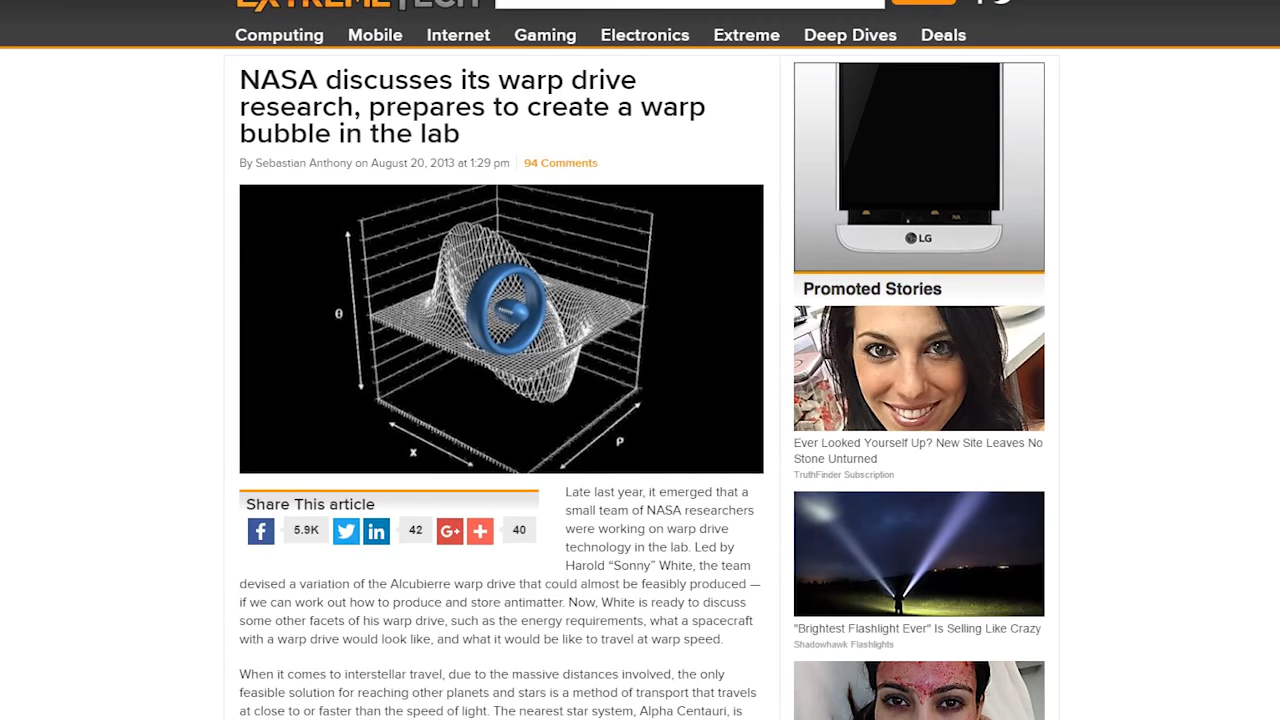 EXTREMETECH
Computing Mobile Internet Gaming Electronics Extreme Deep Dives Deals
NASA discusses its warp drive
research, prepares to create a warp
bubble in the lab
By Sebastian Anthony on August 20, 2013 at 1:29 pm 94 Comments
θ
x
ρ
Share This article
f 5.9K in 42 G+ + 40
Late last year, it emerged that a
small team of NASA researchers
were working on warp drive
technology in the lab. Led by
Harold “Sonny” White, the team
devised a variation of the Alcubierre warp drive that could almost be feasibly produced —
if we can work out how to produce and store antimatter. Now, White is ready to discuss
some other facets of his warp drive, such as the energy requirements, what a spacecraft
with a warp drive would look like, and what it would be like to travel at warp speed.
When it comes to interstellar travel, due to the massive distances involved, the only
feasible solution for reaching other planets and stars is a method of transport that travels
at close to or faster than the speed of light. The nearest star system, Alpha Centauri, is
LG
Promoted Stories
Ever Looked Yourself Up? New Site Leaves No
Stone Unturned
TruthFinder Subscription
"Brightest Flashlight Ever" Is Selling Like Crazy
Shadowhawk Flashlights